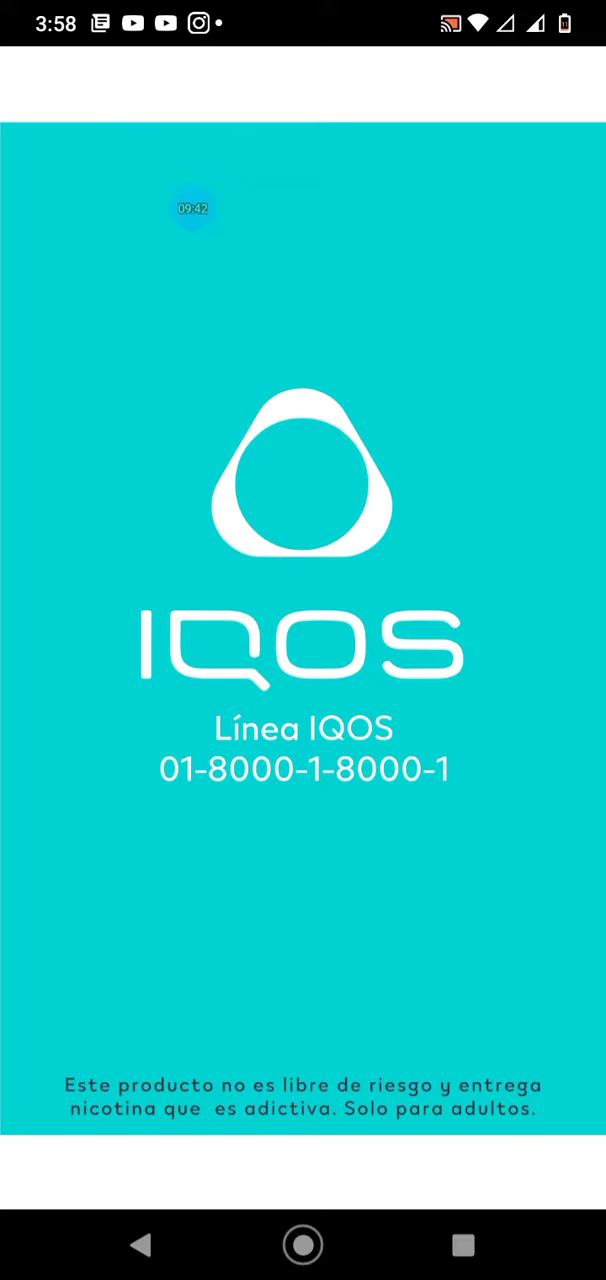 3:58
11
09:42
IQOS
Línea IQOS
01-8000-1-8000-1
Este producto no es libre de riesgo y entrega
nicotina que es adictiva. Solo para adultos.